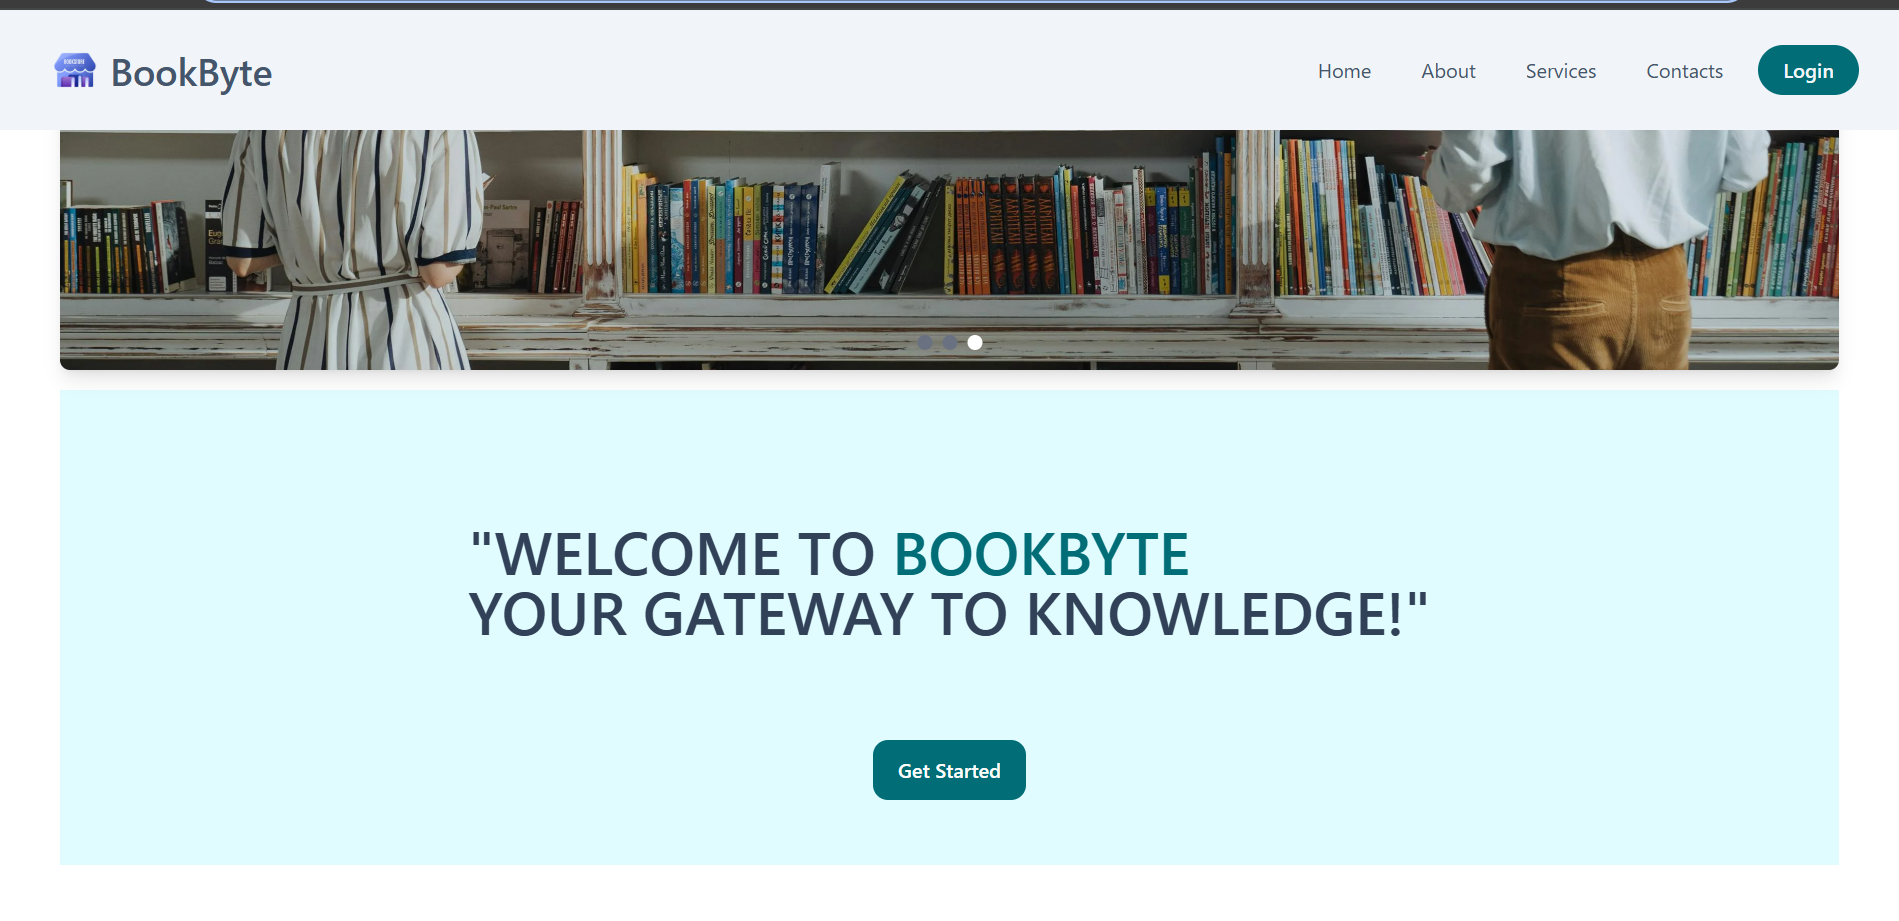 BookByte
Home
About
Services
Contacts
Login
"WELCOME TO BOOKBYTE
YOUR GATEWAY TO KNOWLEDGE!"
Get Started